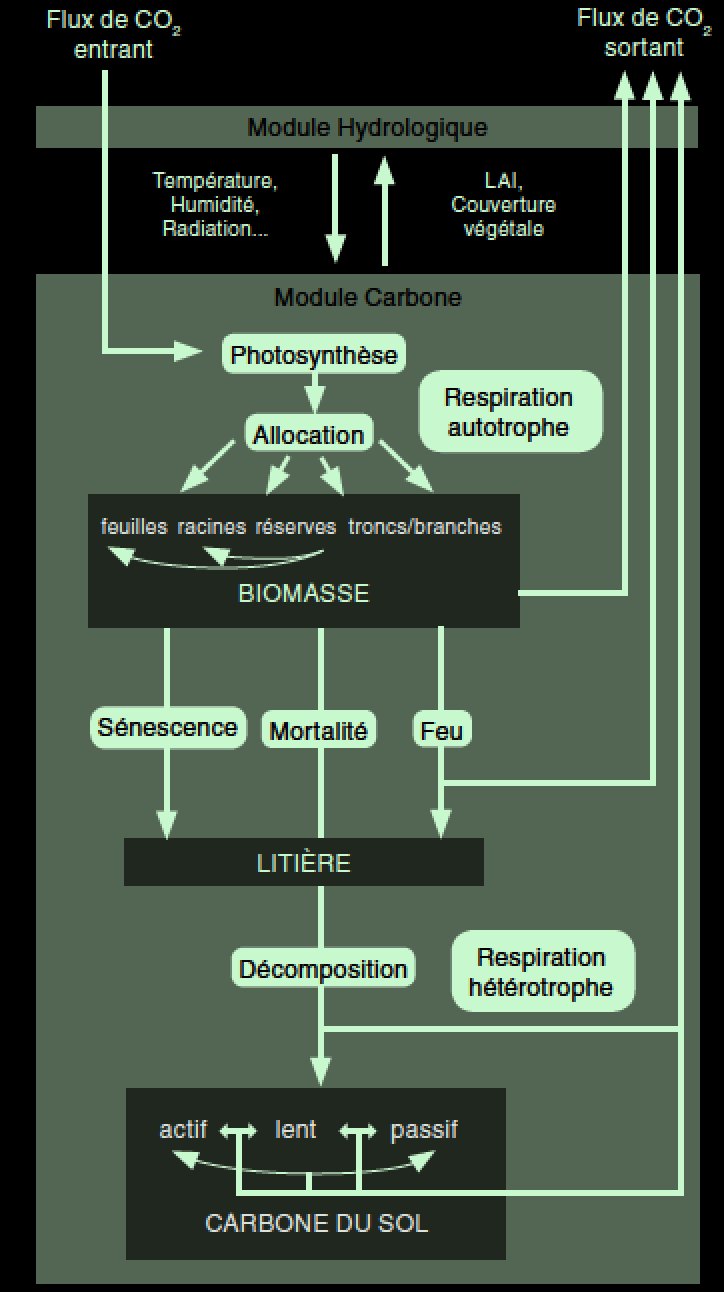 Flux de CO2
entrant
Flux de CO2
sortant
Module Hydrologique
Température,
Humidité,
Radiation...
LAI,
Couverture
végétale
Module Carbone
Photosynthèse
Respiration
autotrophe
Allocation
feuilles racines réserves troncs/branches
BIOMASSE
Sénescence
Mortalité
Feu
LITIÈRE
Décomposition
Respiration
hétérotrophe
actif lent passif
CARBONE DU SOL